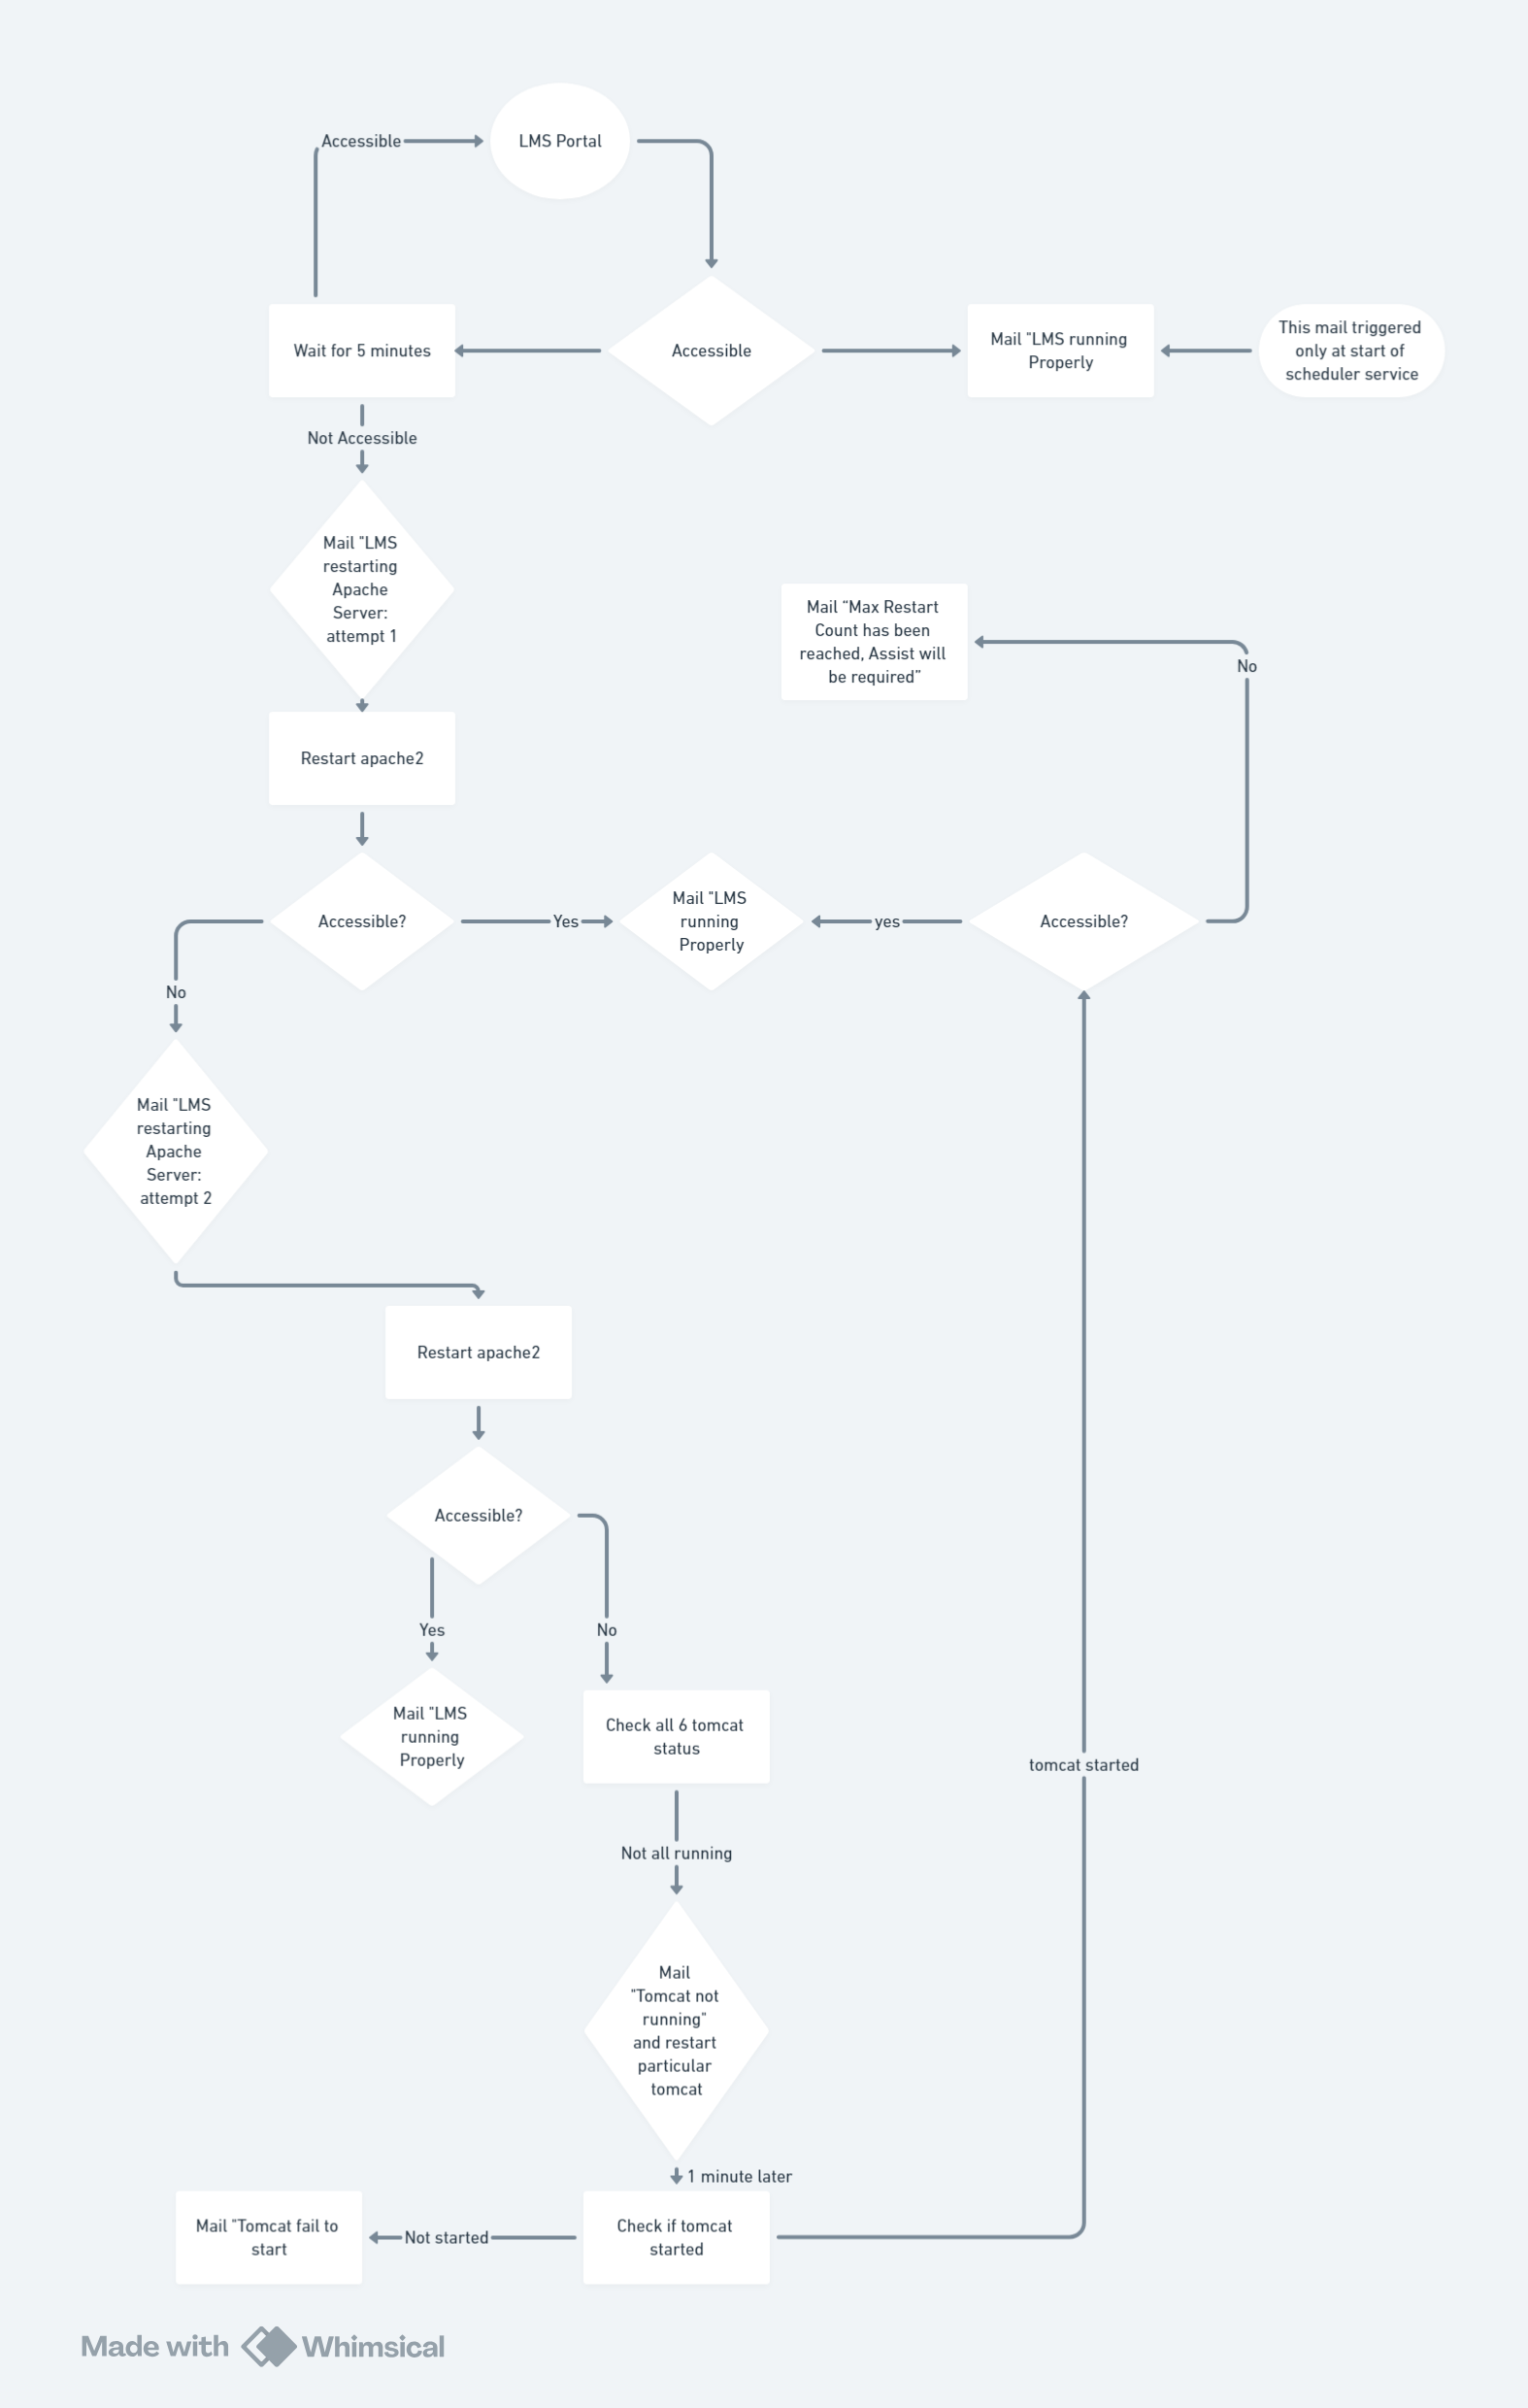 Accessible
LMS Portal
Wait for 5 minutes
Accessible
Mail "LMS running
Properly
This mail triggered
only at start of
scheduler service
Not Accessible
Mail "LMS
restarting
Apache
Server:
attempt 1
Mail “Max Restart
Count has been
reached, Assist will
be required”
No
Restart apache2
Accessible?
Yes
Mail "LMS
running
Properly
yes
Accessible?
No
Mail "LMS
restarting
Apache
Server:
attempt 2
Restart apache2
Accessible?
Yes
No
Mail "LMS
running
Properly
Check all 6 tomcat
status
tomcat started
Not all running
Mail
"Tomcat not
running"
and restart
particular
tomcat
1 minute later
Mail "Tomcat fail to
start
Not started
Check if tomcat
started
Made with Whimsical